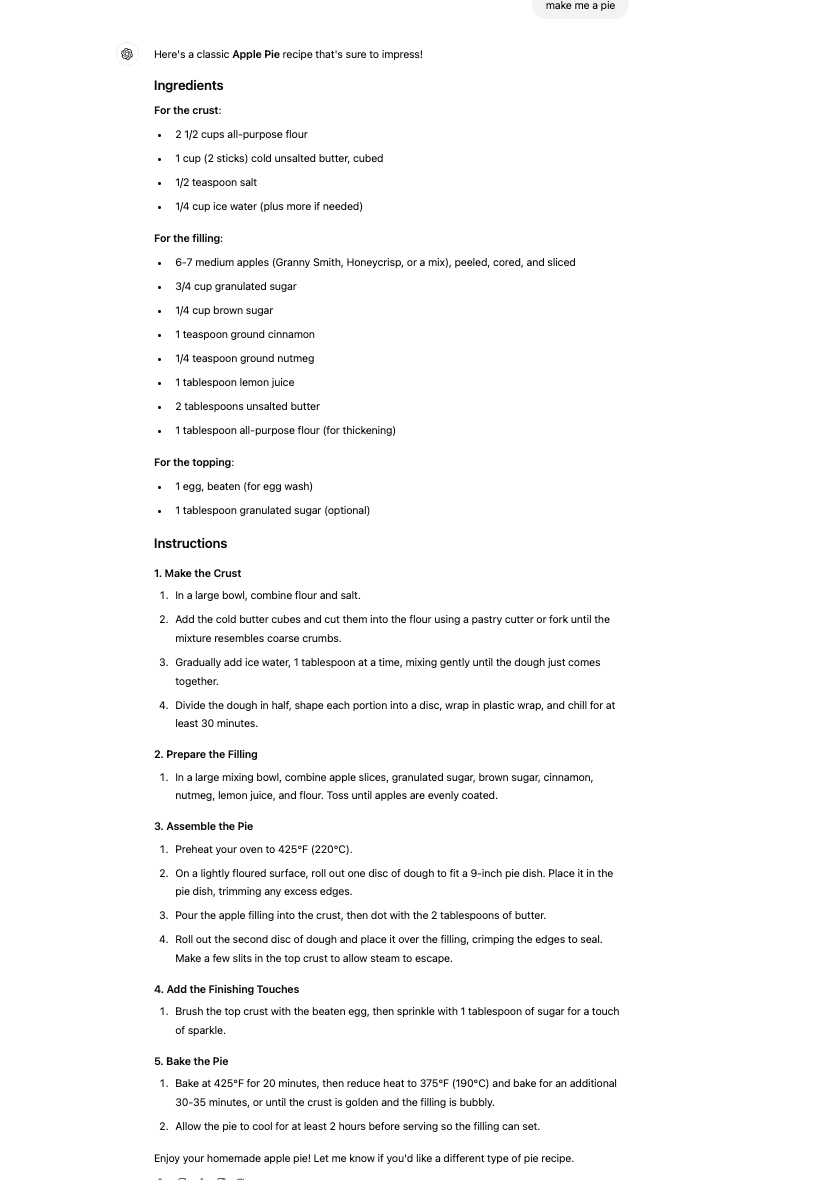 make me a pie
Here's a classic Apple Pie recipe that's sure to impress!
Ingredients
For the crust:
• 2 1/2 cups all-purpose flour
• 1 cup (2 sticks) cold unsalted butter, cubed
• 1/2 teaspoon salt
• 1/4 cup ice water (plus more if needed)
For the filling:
• 6-7 medium apples (Granny Smith, Honeycrisp, or a mix), peeled, cored, and sliced
• 3/4 cup granulated sugar
• 1/4 cup brown sugar
• 1 teaspoon ground cinnamon
• 1/4 teaspoon ground nutmeg
• 1 tablespoon lemon juice
• 2 tablespoons unsalted butter
• 1 tablespoon all-purpose flour (for thickening)
For the topping:
• 1 egg, beaten (for egg wash)
• 1 tablespoon granulated sugar (optional)
Instructions
1. Make the Crust
1. In a large bowl, combine flour and salt.
2. Add the cold butter cubes and cut them into the flour using a pastry cutter or fork until the
mixture resembles coarse crumbs.
3. Gradually add ice water, 1 tablespoon at a time, mixing gently until the dough just comes
together.
4. Divide the dough in half, shape each portion into a disc, wrap in plastic wrap, and chill for at
least 30 minutes.
2. Prepare the Filling
1. In a large mixing bowl, combine apple slices, granulated sugar, brown sugar, cinnamon,
nutmeg, lemon juice, and flour. Toss until apples are evenly coated.
3. Assemble the Pie
1. Preheat your oven to 425°F (220°C).
2. On a lightly floured surface, roll out one disc of dough to fit a 9-inch pie dish. Place it in the
pie dish, trimming any excess edges.
3. Pour the apple filling into the crust, then dot with the 2 tablespoons of butter.
4. Roll out the second disc of dough and place it over the filling, crimping the edges to seal.
Make a few slits in the top crust to allow steam to escape.
4. Add the Finishing Touches
1. Brush the top crust with the beaten egg, then sprinkle with 1 tablespoon of sugar for a touch
of sparkle.
5. Bake the Pie
1. Bake at 425°F for 20 minutes, then reduce heat to 375°F (190°C) and bake for an additional
30-35 minutes, or until the crust is golden and the filling is bubbly.
2. Allow the pie to cool for at least 2 hours before serving so the filling can set.
Enjoy your homemade apple pie! Let me know if you'd like a different type of pie recipe.